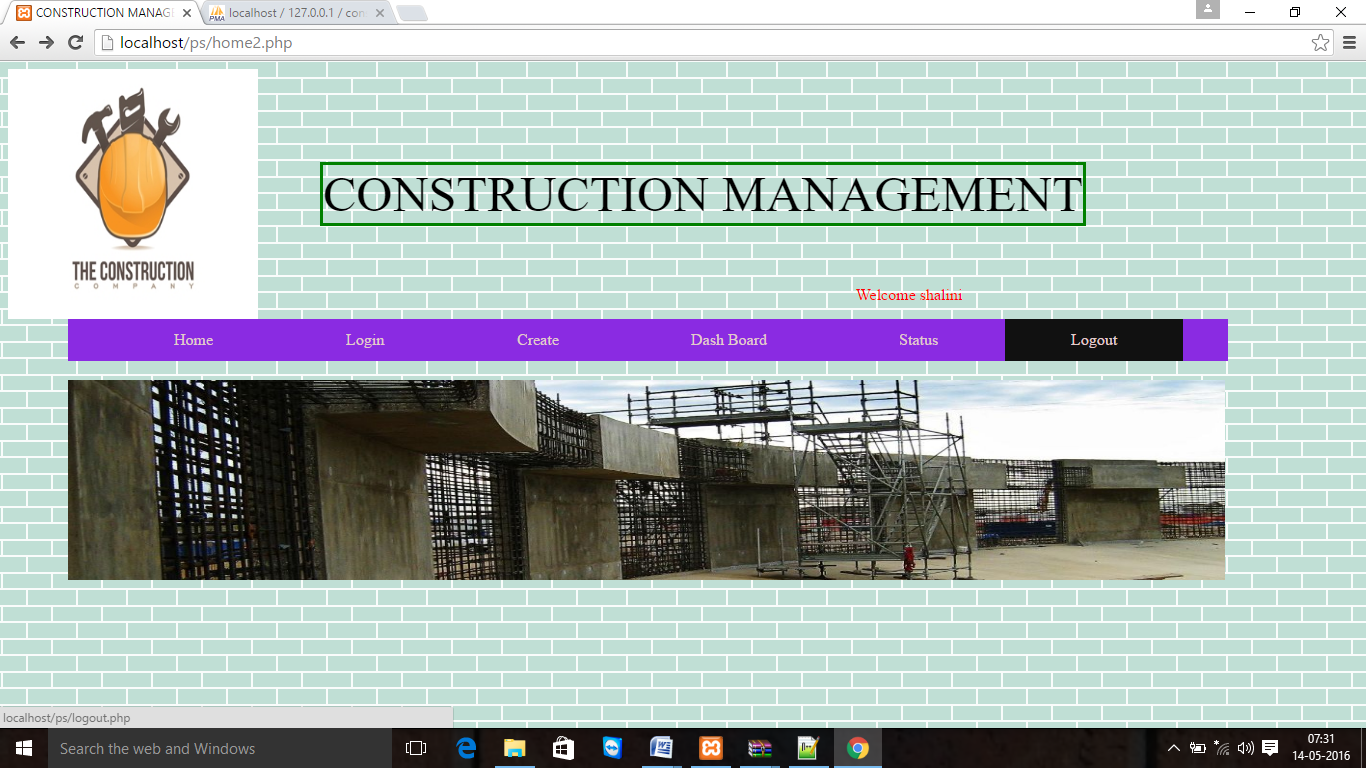 CONSTRUCTION MANAG
localhost / 127.0.0.1 / con
localhost/ps/home2.php
THE CONSTRUCTION
COMPANY
CONSTRUCTION MANAGEMENT
Welcome shalini
Home Login Create Dash Board Status Logout
localhost/ps/logout.php
Search the web and Windows
07:31
14-05-2016